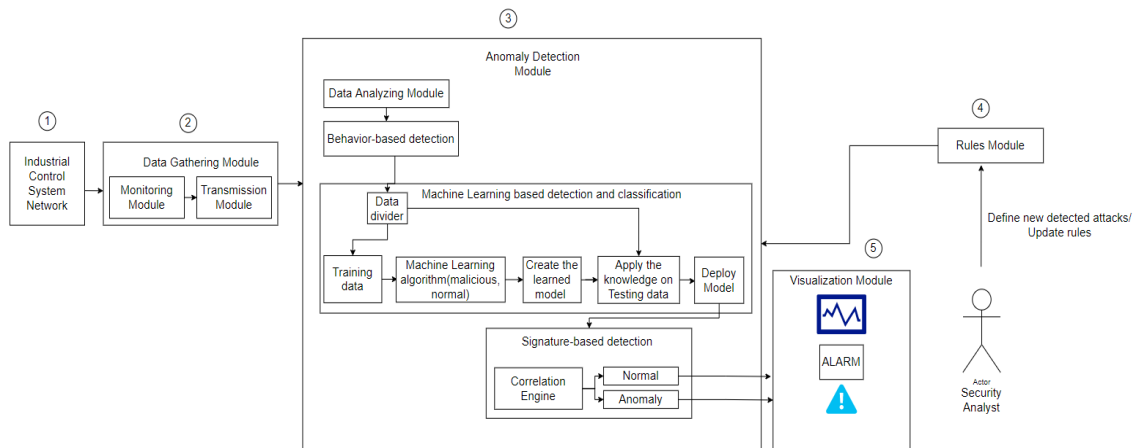 ①
Industrial
Control
System
Network
②
Data Gathering Module
Monitoring
Module
Transmission
Module
③
Anomaly Detection
Module
Data Analyzing Module
Behavior-based detection
Machine Learning based detection and classification
Data
divider
Training
data
Machine Learning
algorithm(malicious,
normal)
Create the
learned
model
Apply the
knowledge on
Testing data
Deploy
Model
Signature-based detection
Correlation
Engine
Normal
Anomaly
④
Rules Module
Define new detected attacks/
Update rules
Actor
Security
Analyst
⑤
Visualization Module
ALARM